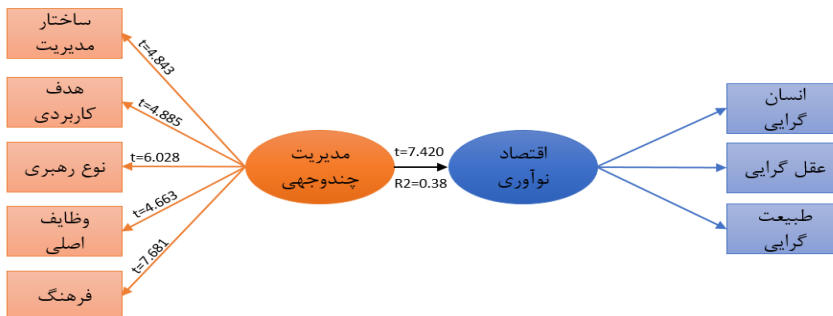 ساختار
مدیریت
هدف
کاربردی
نوع رهبری
وظایف
اصلی
فرهنگ
t=4.843
t=4.885
t=6.028
t=4.663
t=7.681
مدیریت
چندوجهی
t=7.420
R2=0.38
اقتصاد
نوآوری
انسان
گرایی
عقل گرایی
طبیعت
گرایی